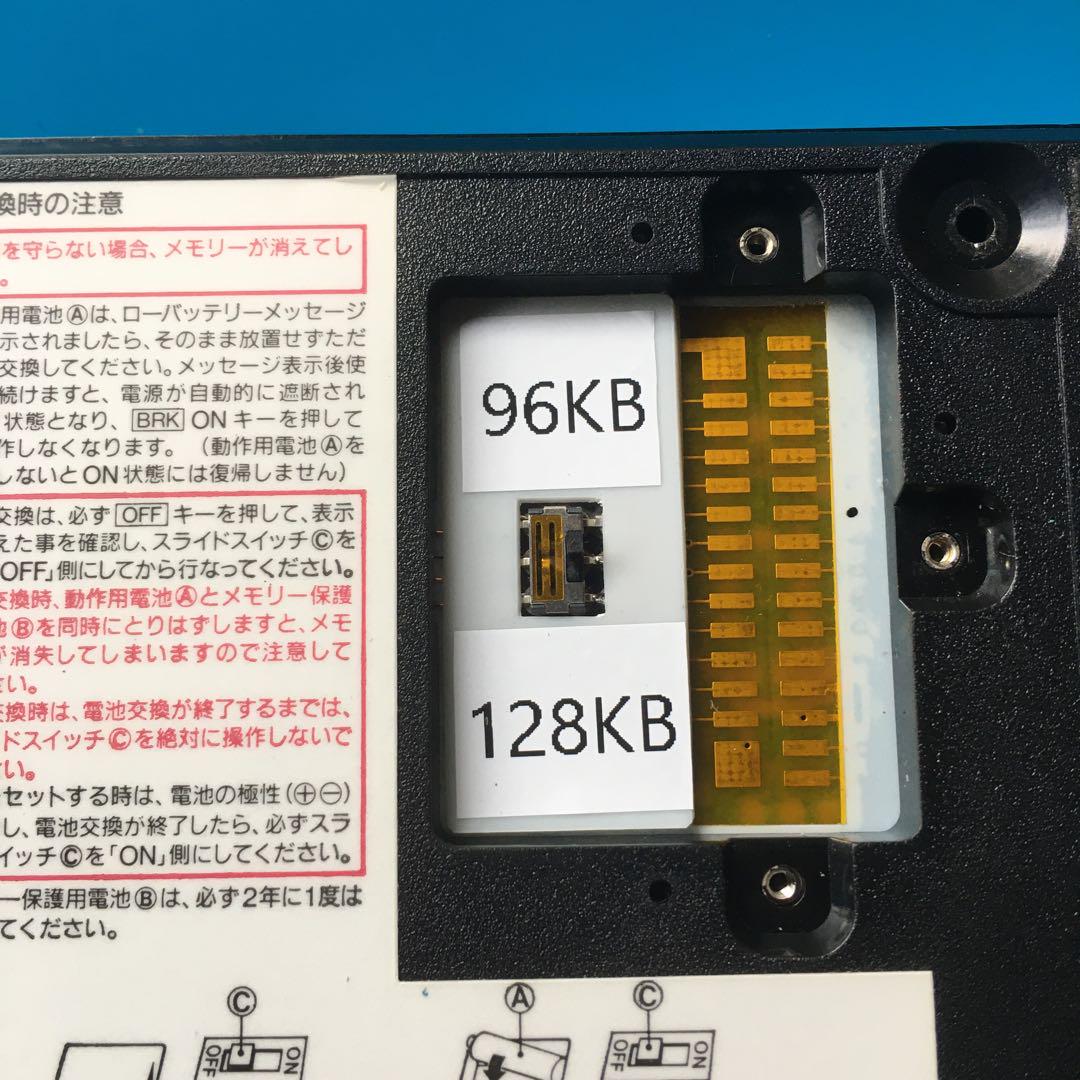 換時の注意
を守らない場合、メモリーが消えてし
。
用電池Ⓐは、ローバッテリーメッセージ
示されましたら、そのまま放置せずただ
交換してください。メッセージ表示後使
続けますと、電源が自動的に遮断され
状態となり、BRK ONキーを押して
作しなくなります。（動作用電池Ⓐを
しないとON状態には復帰しません）
交換は、必ずOFFキーを押して、表示
えた事を確認し、スライドスイッチⒸを
OFF」側にしてから行なってください。
交換時、動作用電池Ⓐとメモリー保護
池Ⓑを同時にとりはずしますと、メモ
が消失してしまいますので注意して
さい。
交換時は、電池交換が終了するまでは、
イドスイッチⒸを絶対に操作しないで
さい。
セットする時は、電池の極性(⊕⊖)
し、電池交換が終了したら、必ずスラ
イッチⒸを「ON」側にしてください。
ー保護用電池Ⓑは、必ず2年に1度は
てください。
96KB
128KB
Ⓒ
OFF
ON
Ⓐ
Ⓒ
OFF
ON